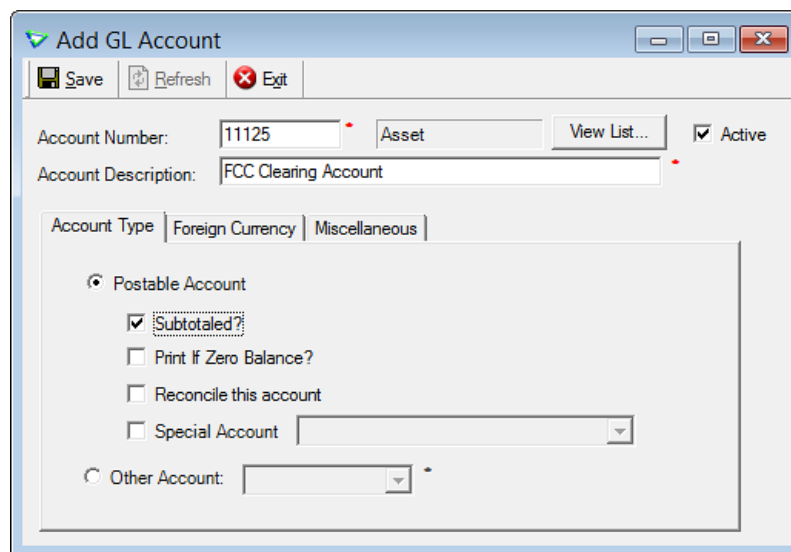 Add GL Account
Save Refresh Exit
Account Number: 11125 * Asset View List... Active
Account Description: FCC Clearing Account *
Account Type Foreign Currency Miscellaneous
Postable Account
Subtotaled?
Print If Zero Balance?
Reconcile this account
Special Account
Other Account: *